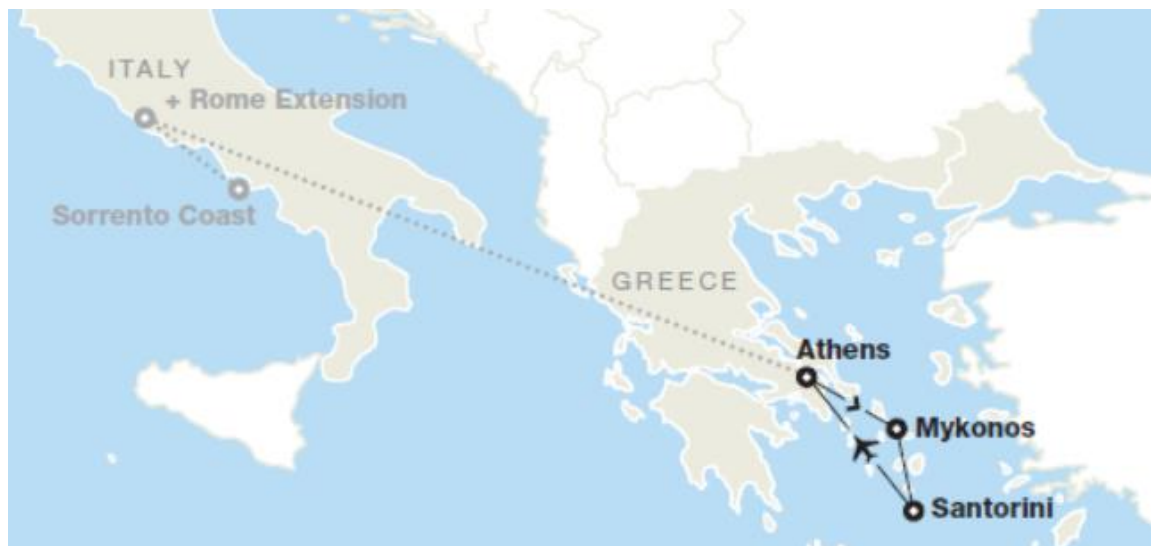 ITALY
+ Rome Extension
Sorrento Coast
GREECE
Athens
Mykonos
Santorini